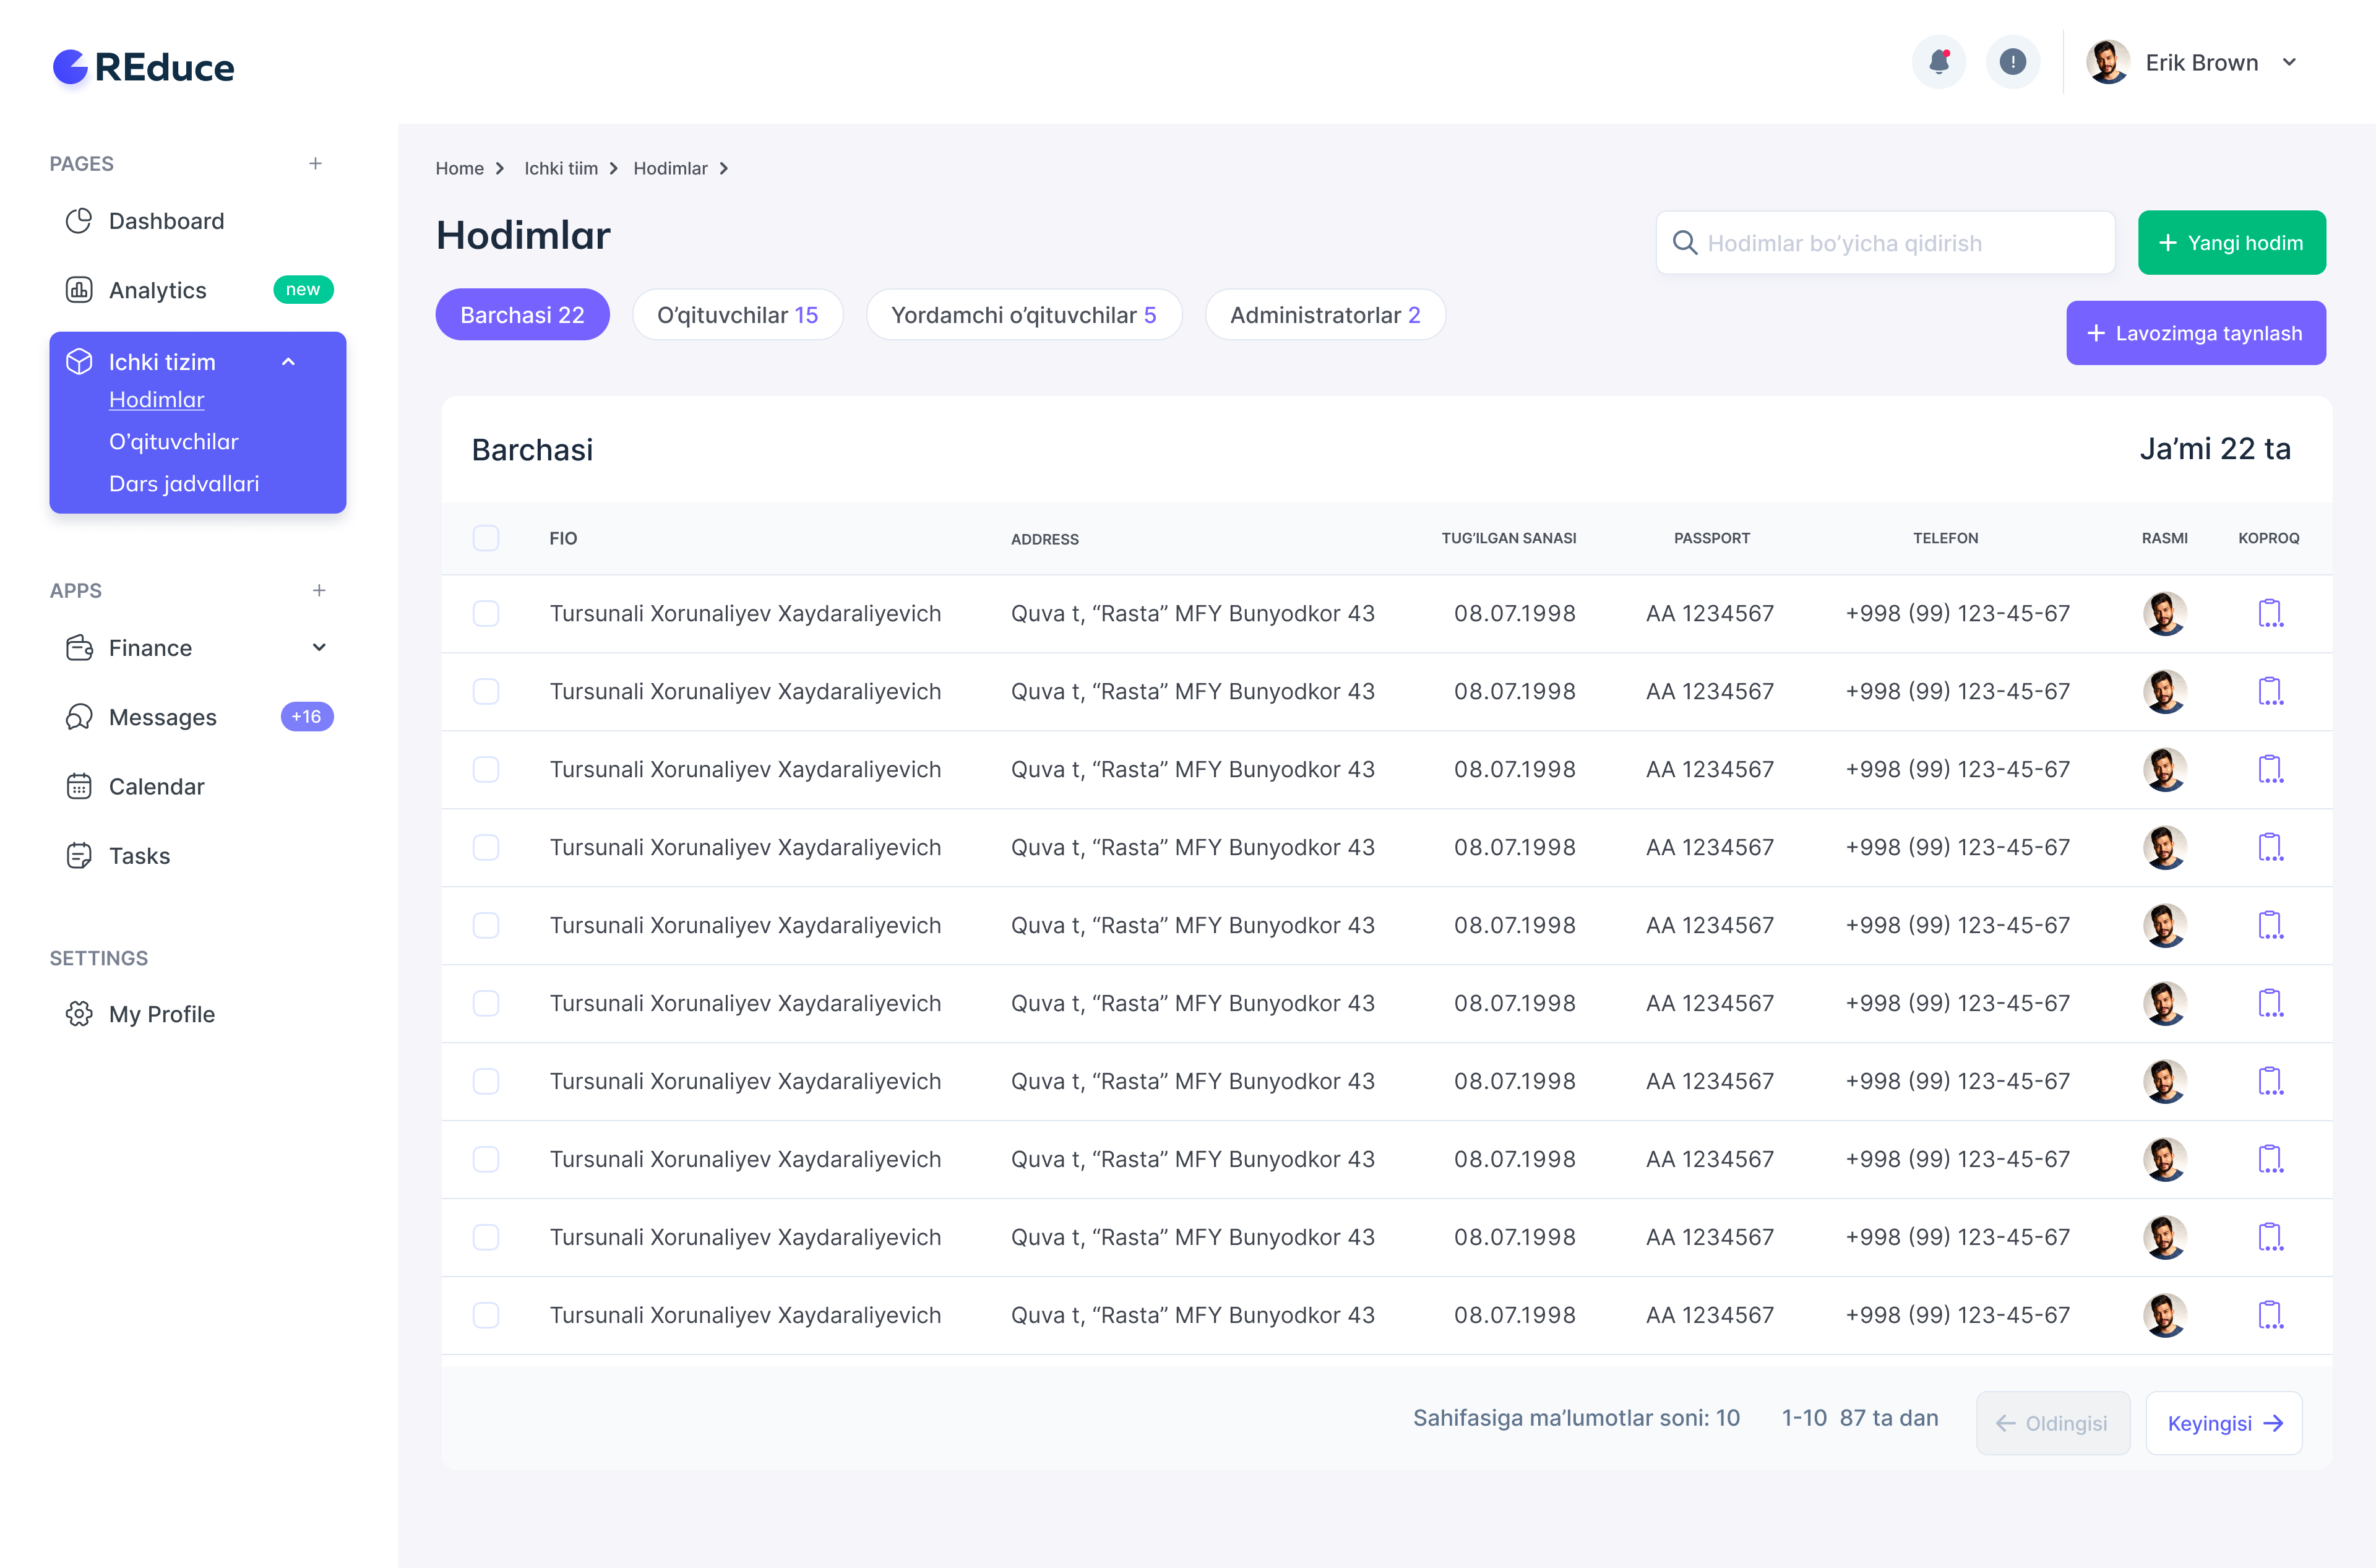 REduce
Erik Brown
PAGES
Dashboard
Analytics new
Ichki tizim
Hodimlar
O’qituvchilar
Dars jadvallari
APPS
Finance
Messages +16
Calendar
Tasks
SETTINGS
My Profile
Home Ichki tiim Hodimlar
Hodimlar
Hodimlar bo’yicha qidirish
Yangi hodim
Barchasi 22 O’qituvchilar 15 Yordamchi o’qituvchilar 5 Administratorlar 2
Lavozimga taynlash
Barchasi Ja’mi 22 ta
FIO ADDRESS TUG’ILGAN SANASI PASSPORT TELEFON RASMI KOPROQ
Tursunali Xorunaliyev Xaydaraliyevich Quva t, “Rasta” MFY Bunyodkor 43 08.07.1998 AA 1234567 +998 (99) 123-45-67
Tursunali Xorunaliyev Xaydaraliyevich Quva t, “Rasta” MFY Bunyodkor 43 08.07.1998 AA 1234567 +998 (99) 123-45-67
Tursunali Xorunaliyev Xaydaraliyevich Quva t, “Rasta” MFY Bunyodkor 43 08.07.1998 AA 1234567 +998 (99) 123-45-67
Tursunali Xorunaliyev Xaydaraliyevich Quva t, “Rasta” MFY Bunyodkor 43 08.07.1998 AA 1234567 +998 (99) 123-45-67
Tursunali Xorunaliyev Xaydaraliyevich Quva t, “Rasta” MFY Bunyodkor 43 08.07.1998 AA 1234567 +998 (99) 123-45-67
Tursunali Xorunaliyev Xaydaraliyevich Quva t, “Rasta” MFY Bunyodkor 43 08.07.1998 AA 1234567 +998 (99) 123-45-67
Tursunali Xorunaliyev Xaydaraliyevich Quva t, “Rasta” MFY Bunyodkor 43 08.07.1998 AA 1234567 +998 (99) 123-45-67
Tursunali Xorunaliyev Xaydaraliyevich Quva t, “Rasta” MFY Bunyodkor 43 08.07.1998 AA 1234567 +998 (99) 123-45-67
Tursunali Xorunaliyev Xaydaraliyevich Quva t, “Rasta” MFY Bunyodkor 43 08.07.1998 AA 1234567 +998 (99) 123-45-67
Tursunali Xorunaliyev Xaydaraliyevich Quva t, “Rasta” MFY Bunyodkor 43 08.07.1998 AA 1234567 +998 (99) 123-45-67
Sahifasiga ma’lumotlar soni: 10 1-10 87 ta dan Oldingisi Keyingisi